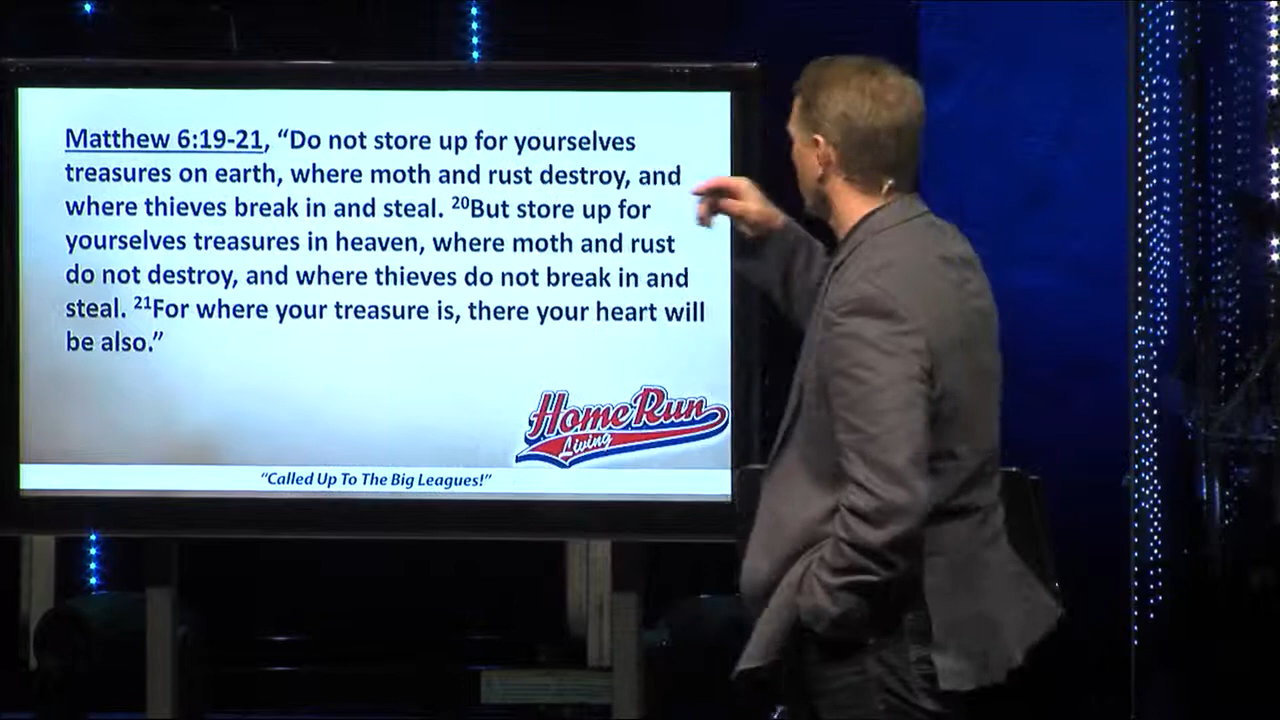 Matthew 6:19-21, “Do not store up for yourselves
treasures on earth, where moth and rust destroy, and
where thieves break in and steal. ²⁰But store up for
yourselves treasures in heaven, where moth and rust
do not destroy, and where thieves do not break in and
steal. ²¹For where your treasure is, there your heart will
be also.”
Home Run
Living
“Called Up To The Big Leagues!”